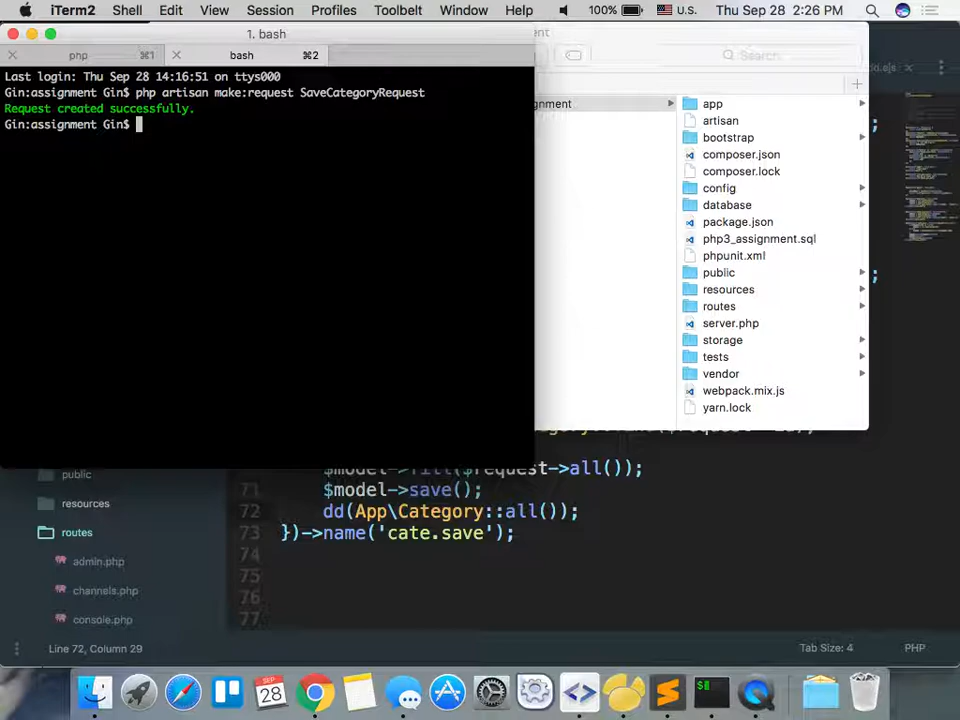 iTerm2 Shell Edit View Session Profiles Toolbelt Window Help 100% U.S. Thu Sep 28 2:26 PM
1. bash
php ⌘1 bash ⌘2
Search
Last login: Thu Sep 28 14:16:51 on ttys000
Gin:assignment Gin$ php artisan make:request SaveCategoryRequest
Request created successfully.
Gin:assignment Gin$
app
artisan
bootstrap
composer.json
composer.lock
config
database
package.json
php3_assignment.sql
phpunit.xml
public
resources
routes
server.php
storage
tests
vendor
webpack.mix.js
yarn.lock
public
resources
routes
admin.php
channels.php
console.php
$model->fill($request->all());
71 $model->save();
72 dd(App\Category::all());
73 })->name('cate.save');
74
75
76
77
Line 72, Column 29 Tab Size: 4 PHP
SEP
28